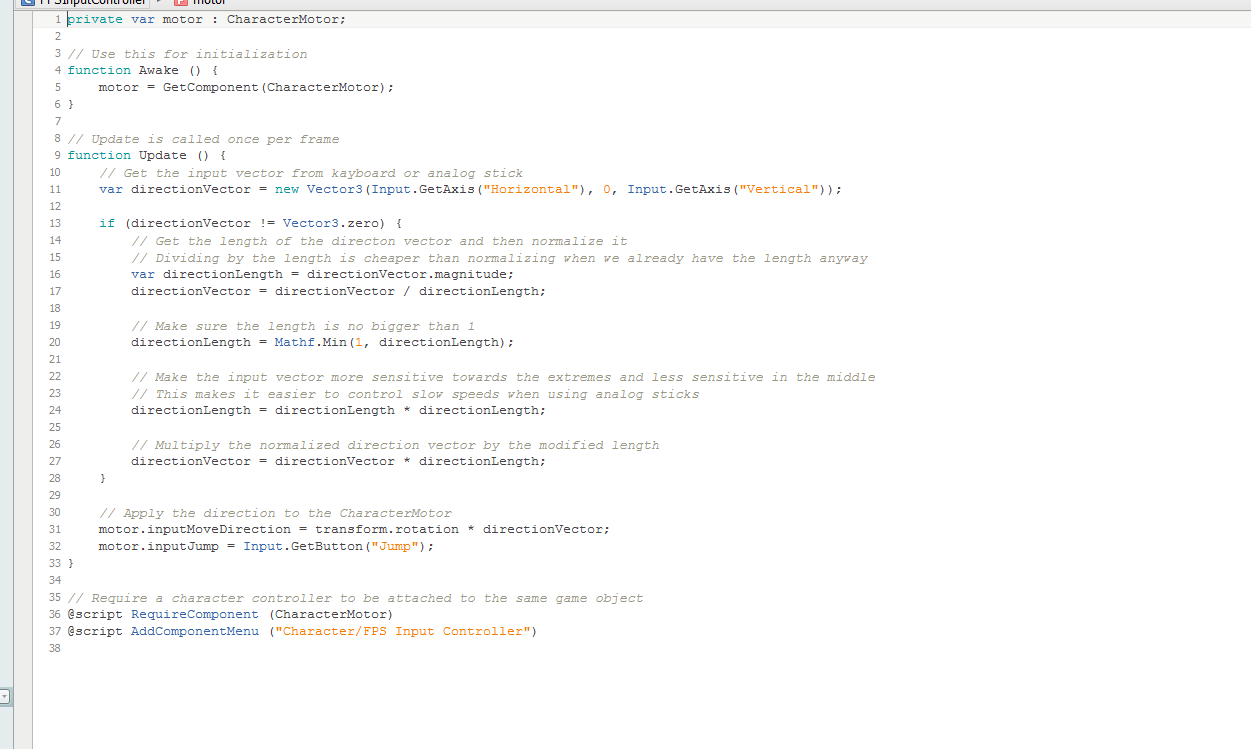 FPSInputController ▸ motor
1 private var motor : CharacterMotor;
2
3 // Use this for initialization
4 function Awake () {
5     motor = GetComponent(CharacterMotor);
6 }
7
8 // Update is called once per frame
9 function Update () {
10     // Get the input vector from kayboard or analog stick
11     var directionVector = new Vector3(Input.GetAxis("Horizontal"), 0, Input.GetAxis("Vertical"));
12
13     if (directionVector != Vector3.zero) {
14         // Get the length of the directon vector and then normalize it
15         // Dividing by the length is cheaper than normalizing when we already have the length anyway
16         var directionLength = directionVector.magnitude;
17         directionVector = directionVector / directionLength;
18
19         // Make sure the length is no bigger than 1
20         directionLength = Mathf.Min(1, directionLength);
21
22         // Make the input vector more sensitive towards the extremes and less sensitive in the middle
23         // This makes it easier to control slow speeds when using analog sticks
24         directionLength = directionLength * directionLength;
25
26         // Multiply the normalized direction vector by the modified length
27         directionVector = directionVector * directionLength;
28     }
29
30     // Apply the direction to the CharacterMotor
31     motor.inputMoveDirection = transform.rotation * directionVector;
32     motor.inputJump = Input.GetButton("Jump");
33 }
34
35 // Require a character controller to be attached to the same game object
36 @script RequireComponent (CharacterMotor)
37 @script AddComponentMenu ("Character/FPS Input Controller")
38